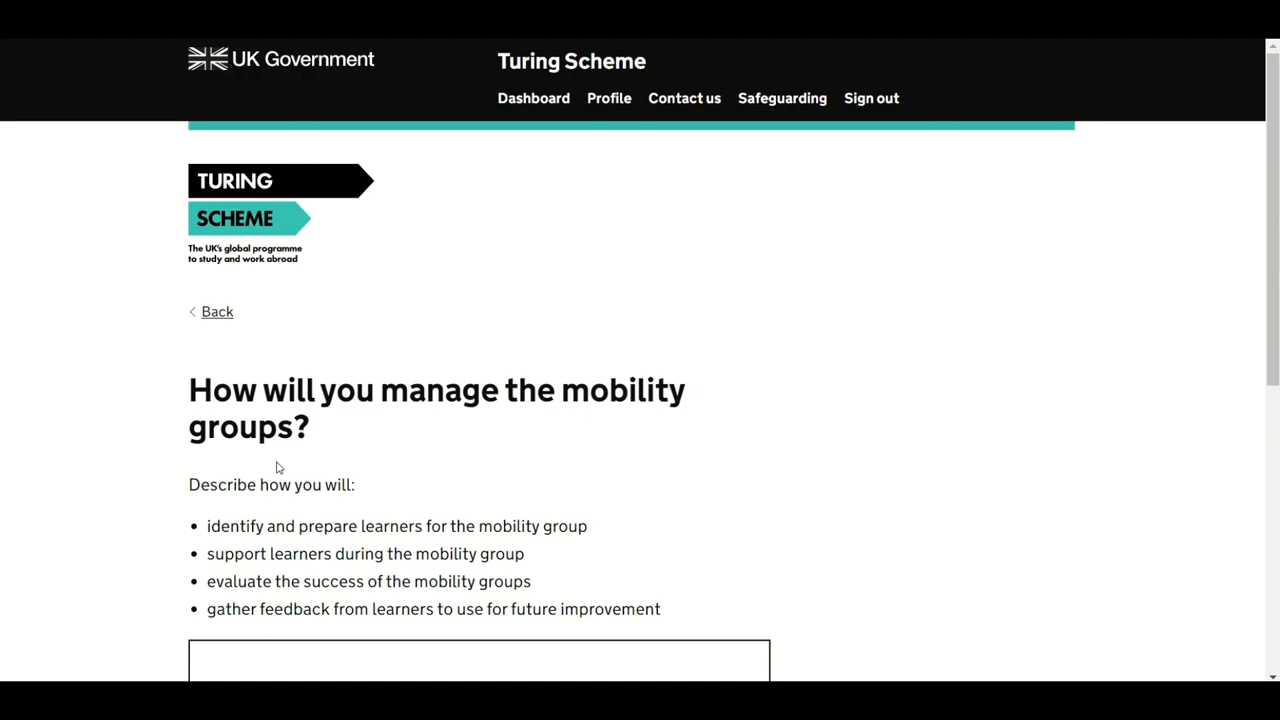 UK Government
Turing Scheme
Dashboard Profile Contact us Safeguarding Sign out
TURING
SCHEME
The UK's global programme
to study and work abroad
Back
How will you manage the mobility
groups?
Describe how you will:
• identify and prepare learners for the mobility group
• support learners during the mobility group
• evaluate the success of the mobility groups
• gather feedback from learners to use for future improvement